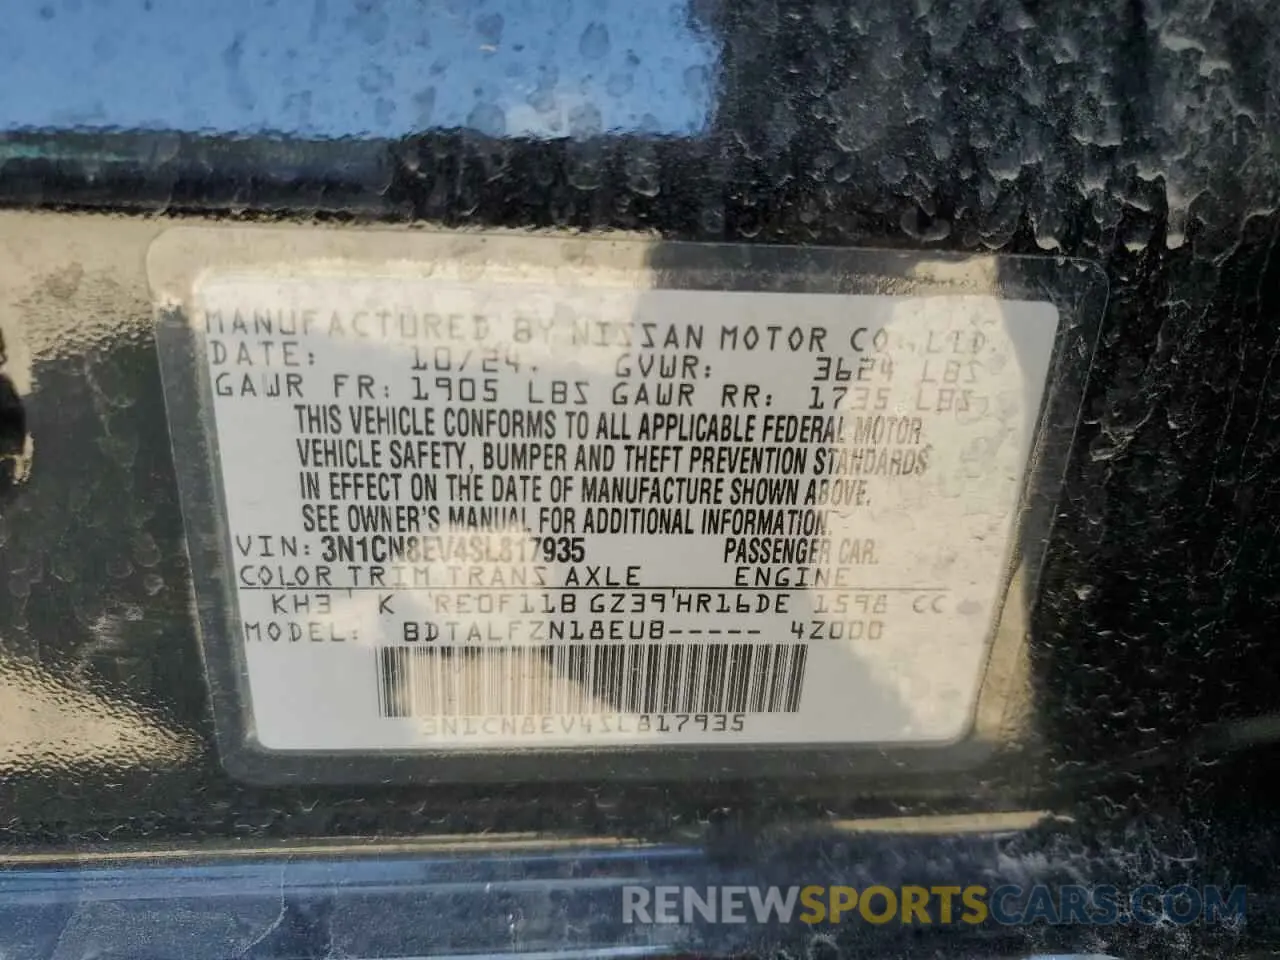 MANUFACTURED BY NISSAN MOTOR CO., LTD.
DATE: 10/24. GVWR: 3624 LBS
GAWR FR: 1905 LBS GAWR RR: 1735 LBS
THIS VEHICLE CONFORMS TO ALL APPLICABLE FEDERAL MOTOR
VEHICLE SAFETY, BUMPER AND THEFT PREVENTION STANDARDS
IN EFFECT ON THE DATE OF MANUFACTURE SHOWN ABOVE.
SEE OWNER'S MANUAL FOR ADDITIONAL INFORMATION.
VIN: 3N1CN8EV4SL817935 PASSENGER CAR.
COLOR TRIM TRANS AXLE ENGINE
KH3 ' K 'RE0F11B GZ39'HR16DE 1598 CC
MODEL: BDTALFZN18EUB----- 4Z000
3N1CN8EV4SL817935
RENEWSPORTSCARS.COM